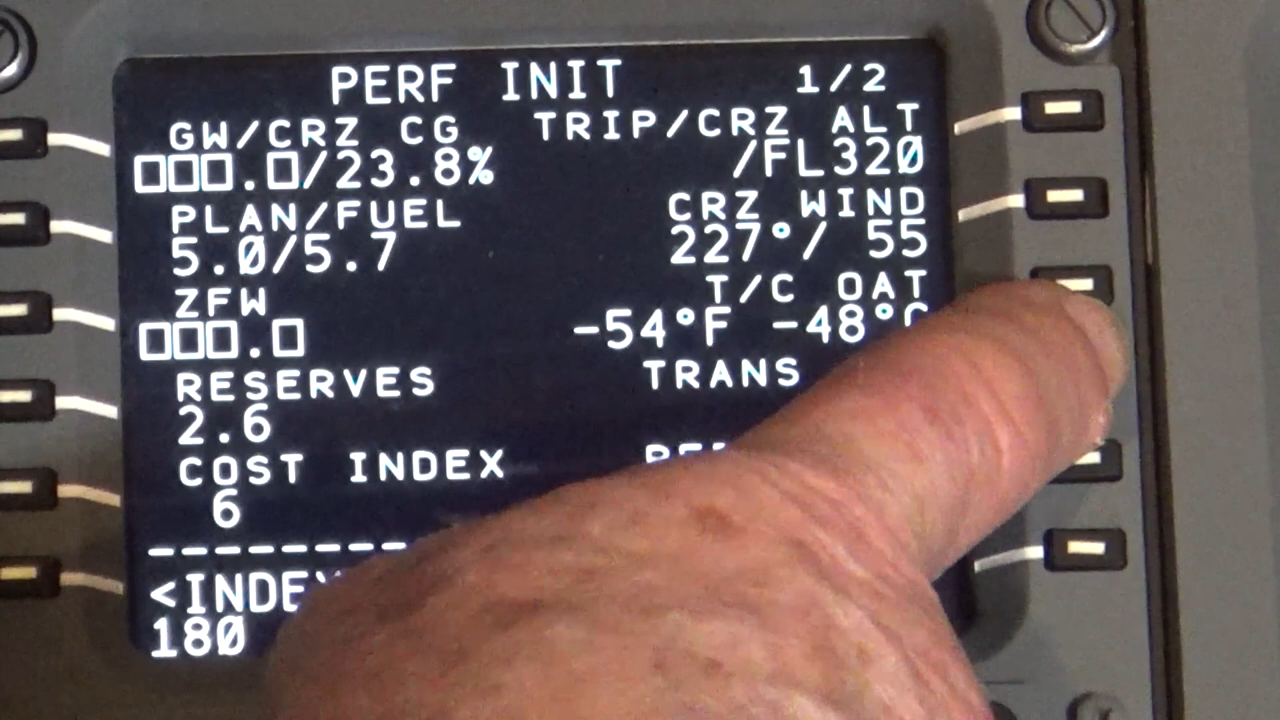 PERF INIT 1/2
GW/CRZ CG TRIP/CRZ ALT
□□□.□/23.8% /FL320
PLAN/FUEL CRZ WIND
5.0/5.7 227°/ 55
ZFW T/C OAT
□□□.□ -54°F -48°C
RESERVES TRANS
2.6
COST INDEX
6
--------
<INDEX
180